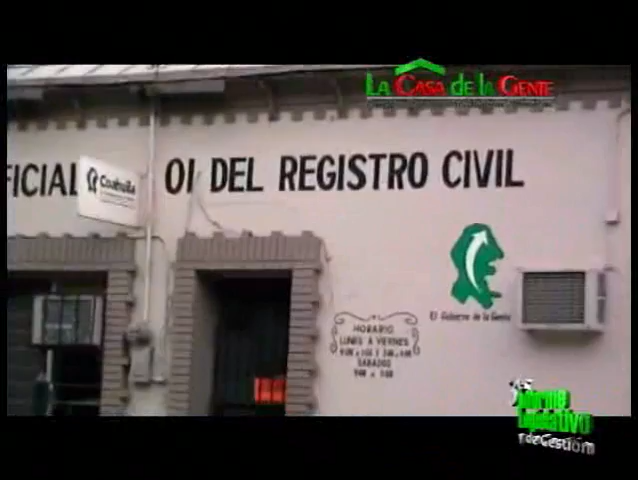 LA CASA DE LA GENTE
FICIAL 01 DEL REGISTRO CIVIL
Coahuila
El Gobierno de la Gente
HORARIO
LUNES A VIERNES
SABADOS
Informe
Legislativo
y de Gestión